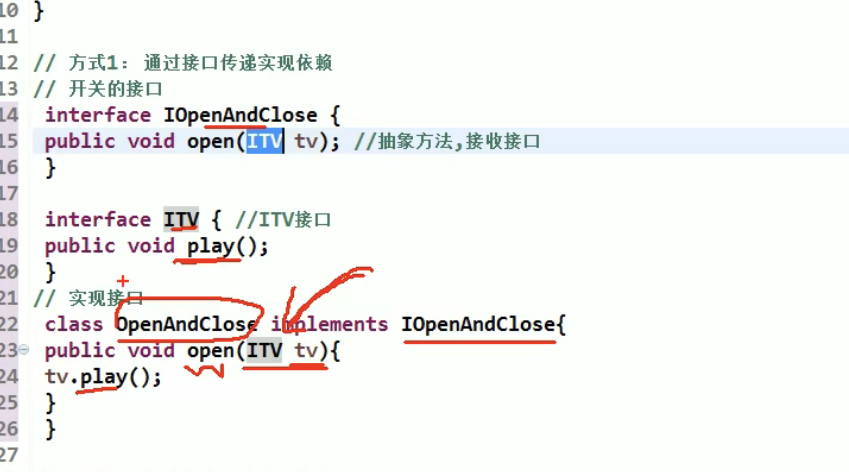 10 }
11
12 // 方式1: 通过接口传递实现依赖
13 // 开关的接口
14 interface IOpenAndClose {
15 public void open(ITV tv); //抽象方法,接收接口
16 }
17
18 interface ITV { //ITV接口
19 public void play();
20 }
21 // 实现接口
22 class OpenAndClose implements IOpenAndClose{
23 public void open(ITV tv){
24 tv.play();
25 }
26 }
27